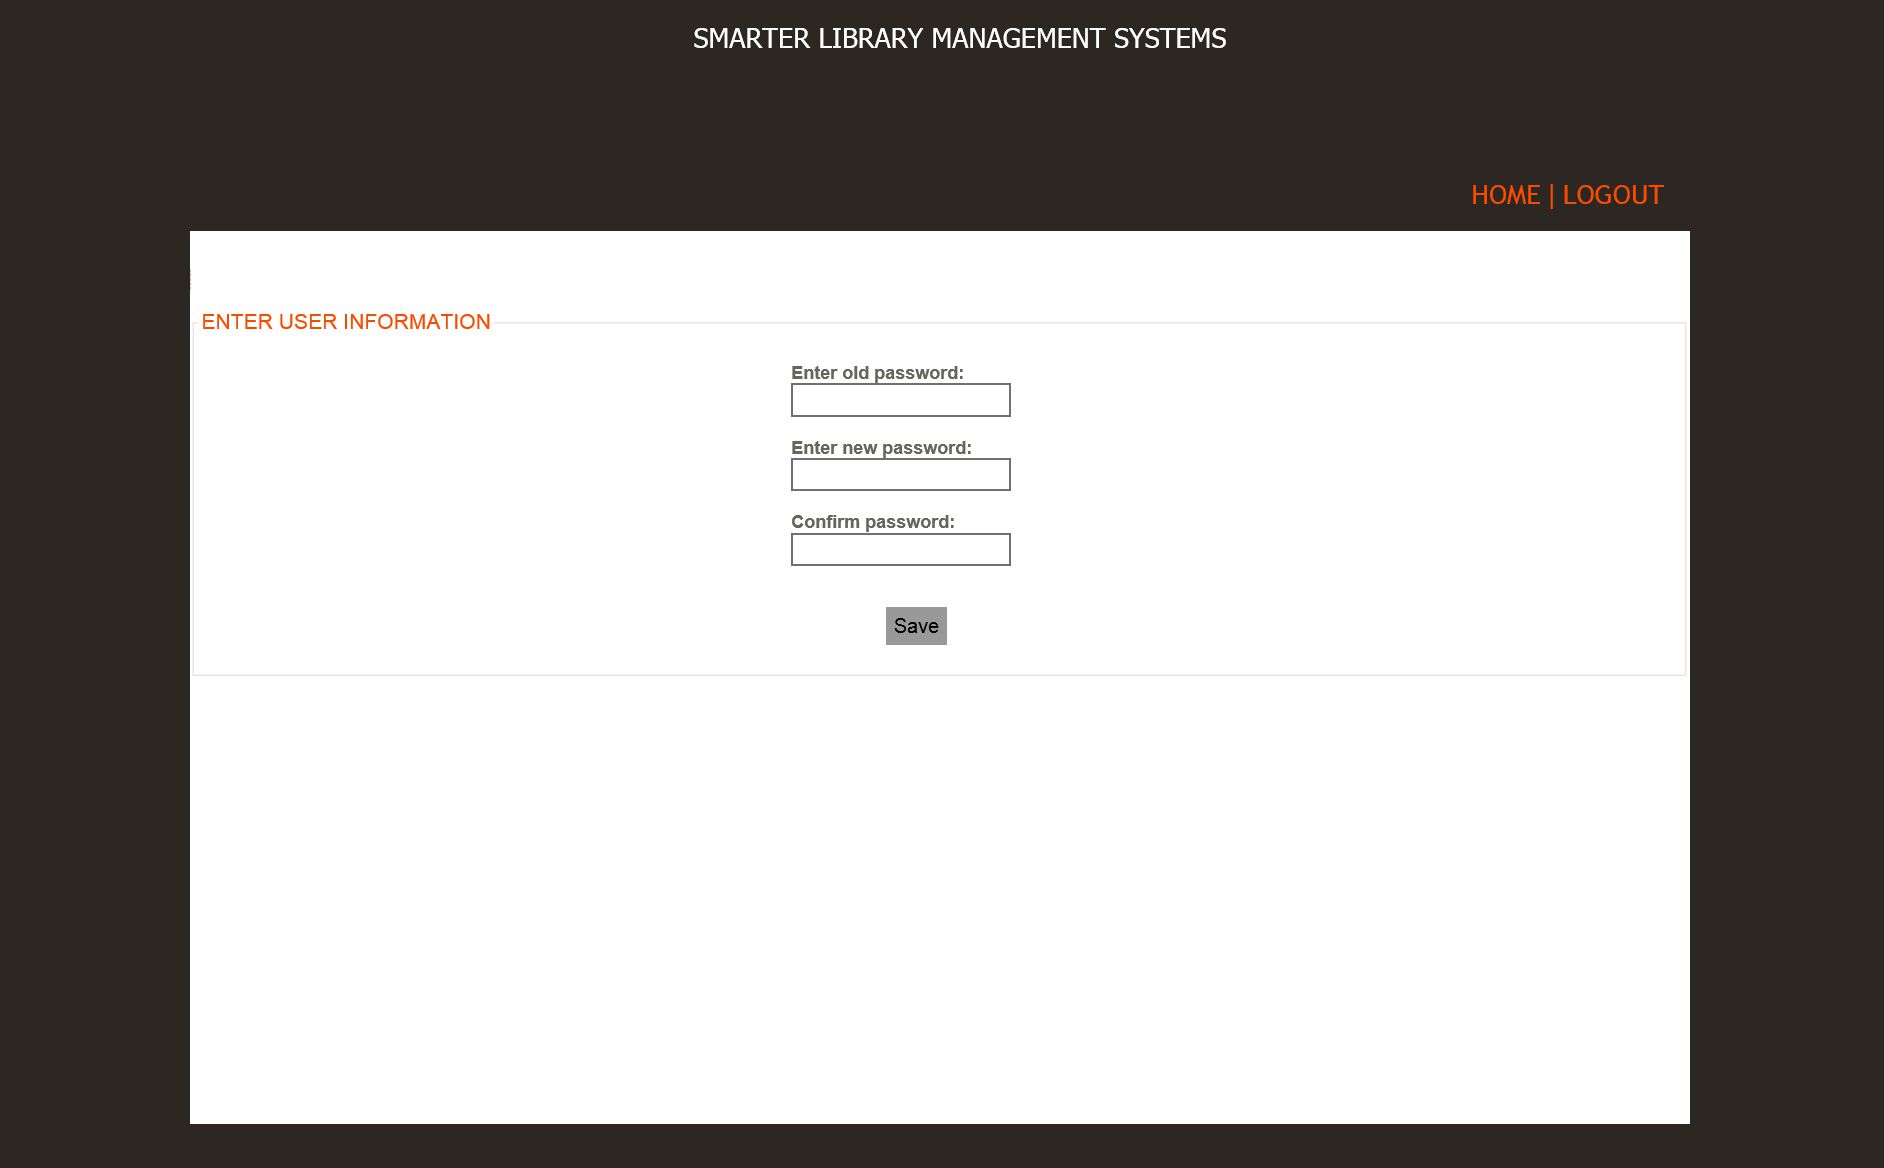 SMARTER LIBRARY MANAGEMENT SYSTEMS
HOME | LOGOUT
ENTER USER INFORMATION
Enter old password:
Enter new password:
Confirm password:
Save